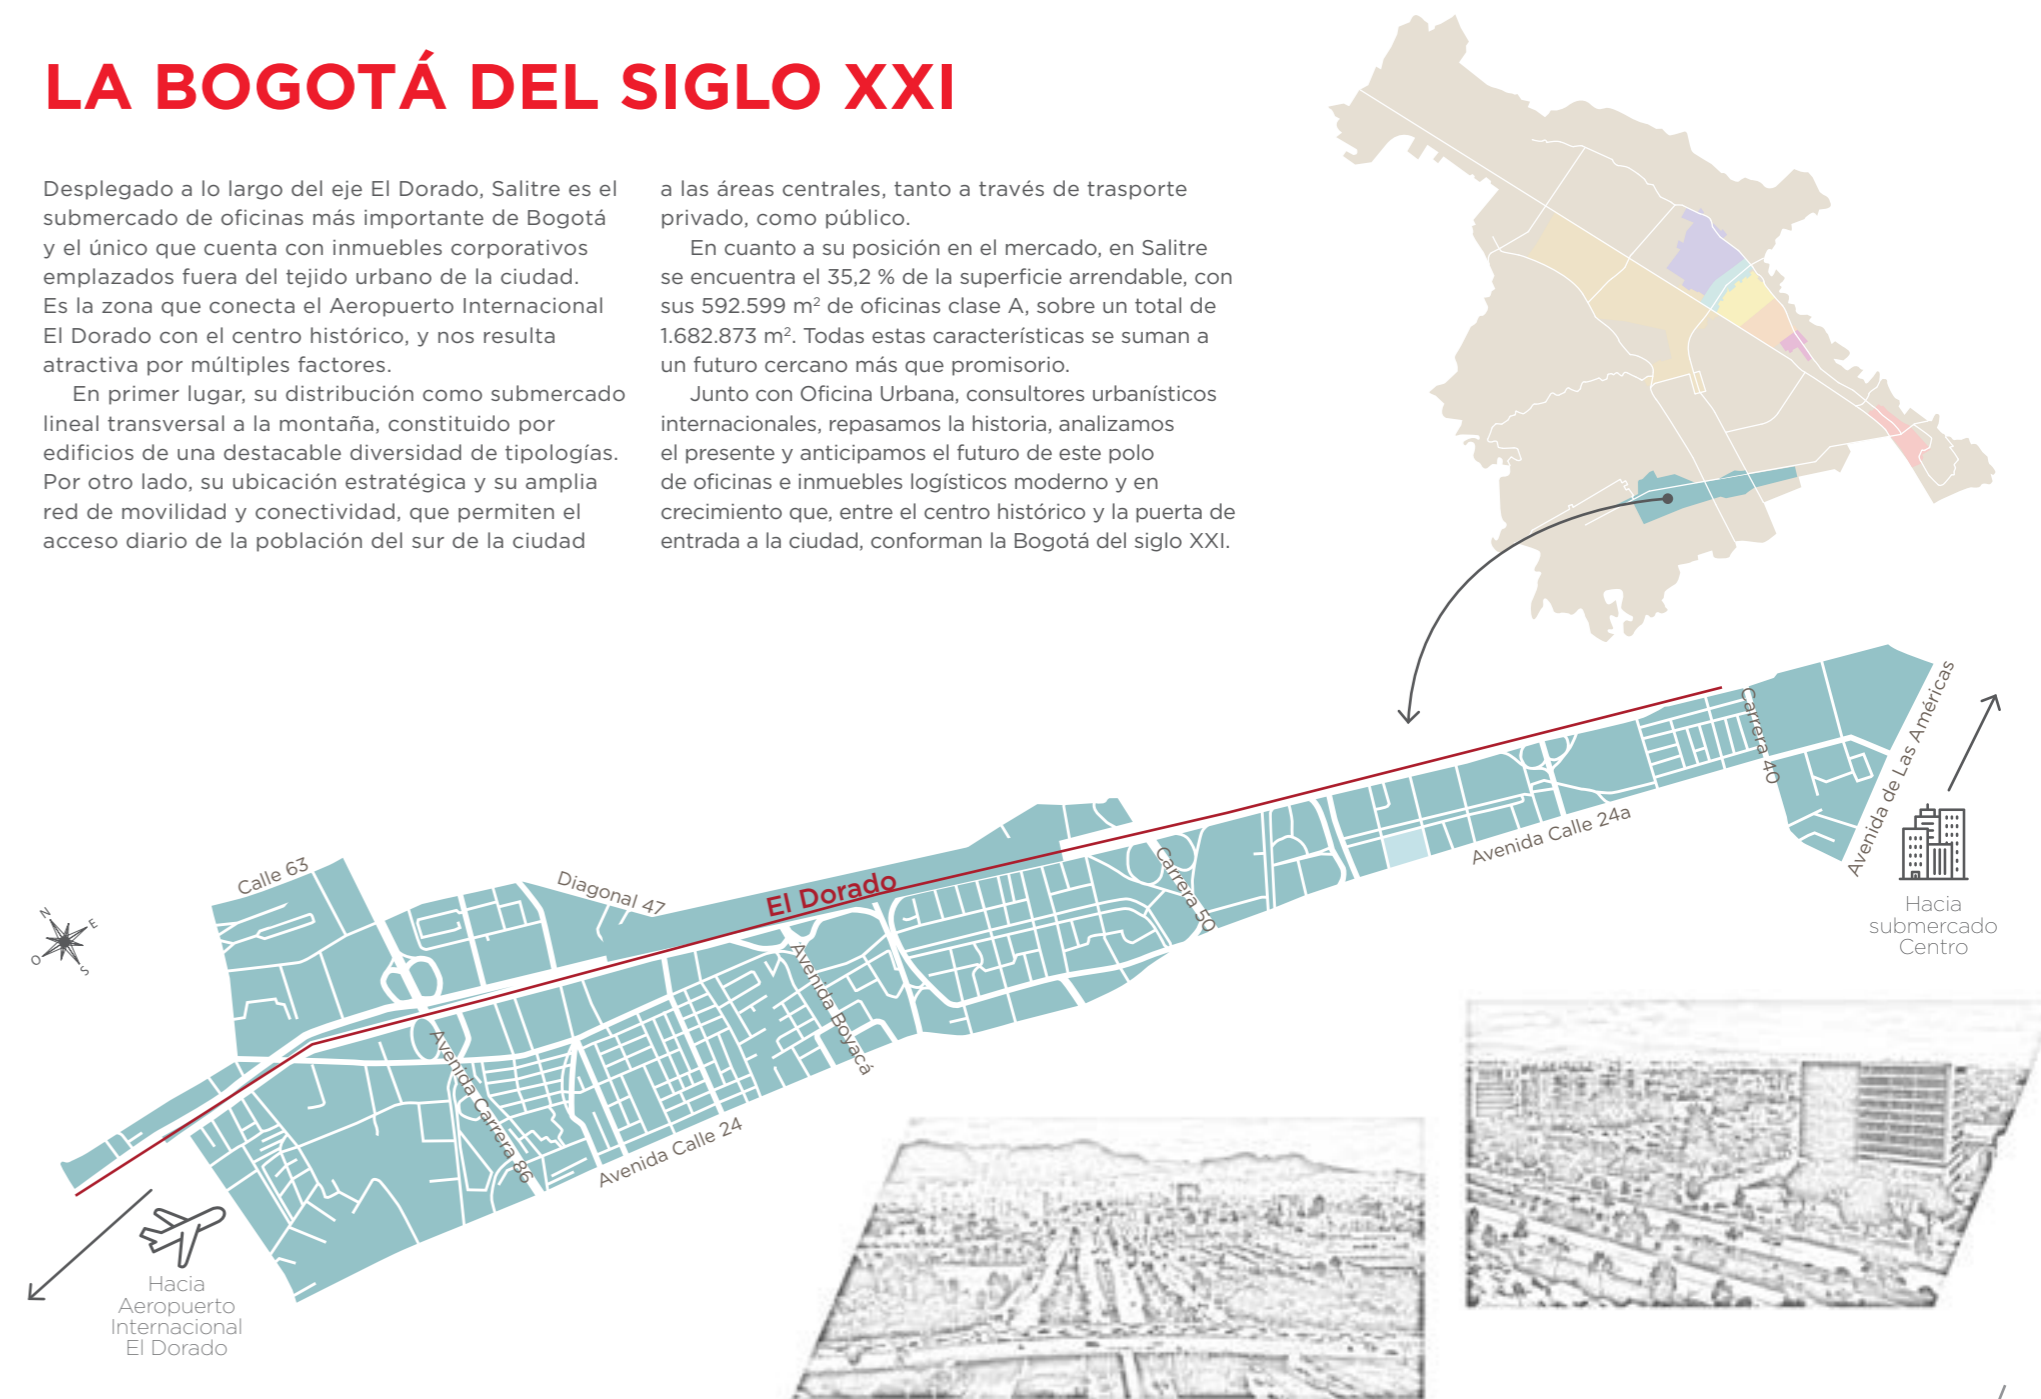 LA BOGOTÁ DEL SIGLO XXI
Desplegado a lo largo del eje El Dorado, Salitre es el
submercado de oficinas más importante de Bogotá
y el único que cuenta con inmuebles corporativos
emplazados fuera del tejido urbano de la ciudad.
Es la zona que conecta el Aeropuerto Internacional
El Dorado con el centro histórico, y nos resulta
atractiva por múltiples factores.
En primer lugar, su distribución como submercado
lineal transversal a la montaña, constituido por
edificios de una destacable diversidad de tipologías.
Por otro lado, su ubicación estratégica y su amplia
red de movilidad y conectividad, que permiten el
acceso diario de la población del sur de la ciudad
a las áreas centrales, tanto a través de trasporte
privado, como público.
En cuanto a su posición en el mercado, en Salitre
se encuentra el 35,2 % de la superficie arrendable, con
sus 592.599 m² de oficinas clase A, sobre un total de
1.682.873 m². Todas estas características se suman a
un futuro cercano más que promisorio.
Junto con Oficina Urbana, consultores urbanísticos
internacionales, repasamos la historia, analizamos
el presente y anticipamos el futuro de este polo
de oficinas e inmuebles logísticos moderno y en
crecimiento que, entre el centro histórico y la puerta de
entrada a la ciudad, conforman la Bogotá del siglo XXI.
Calle 63
Diagonal 47
El Dorado
Carrera 50
Avenida Calle 24a
Carrera 40
Avenida de Las Américas
Hacia
submercado
Centro
N
E
O
S
Avenida Boyacá
Avenida Carrera 86
Avenida Calle 24
Hacia
Aeropuerto
Internacional
El Dorado